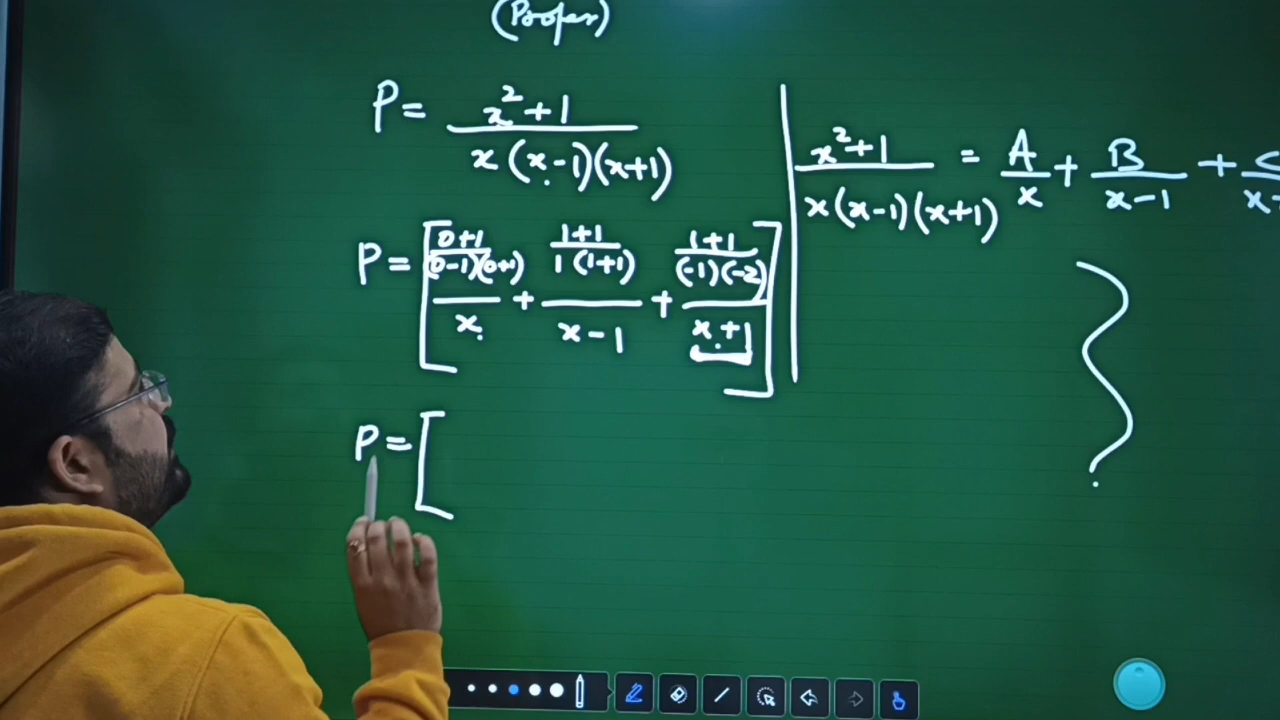 (Proper)
P = x² + 1
x (x - 1)(x + 1)
P = [ 0+1 / (0-1)(0+1) / x + 1+1 / 1(1+1) / x - 1 + 1+1 / (-1)(-2) / x + 1 ]
P = [
x² + 1 / x(x-1)(x+1) = A/x + B/x-1 + C/x-